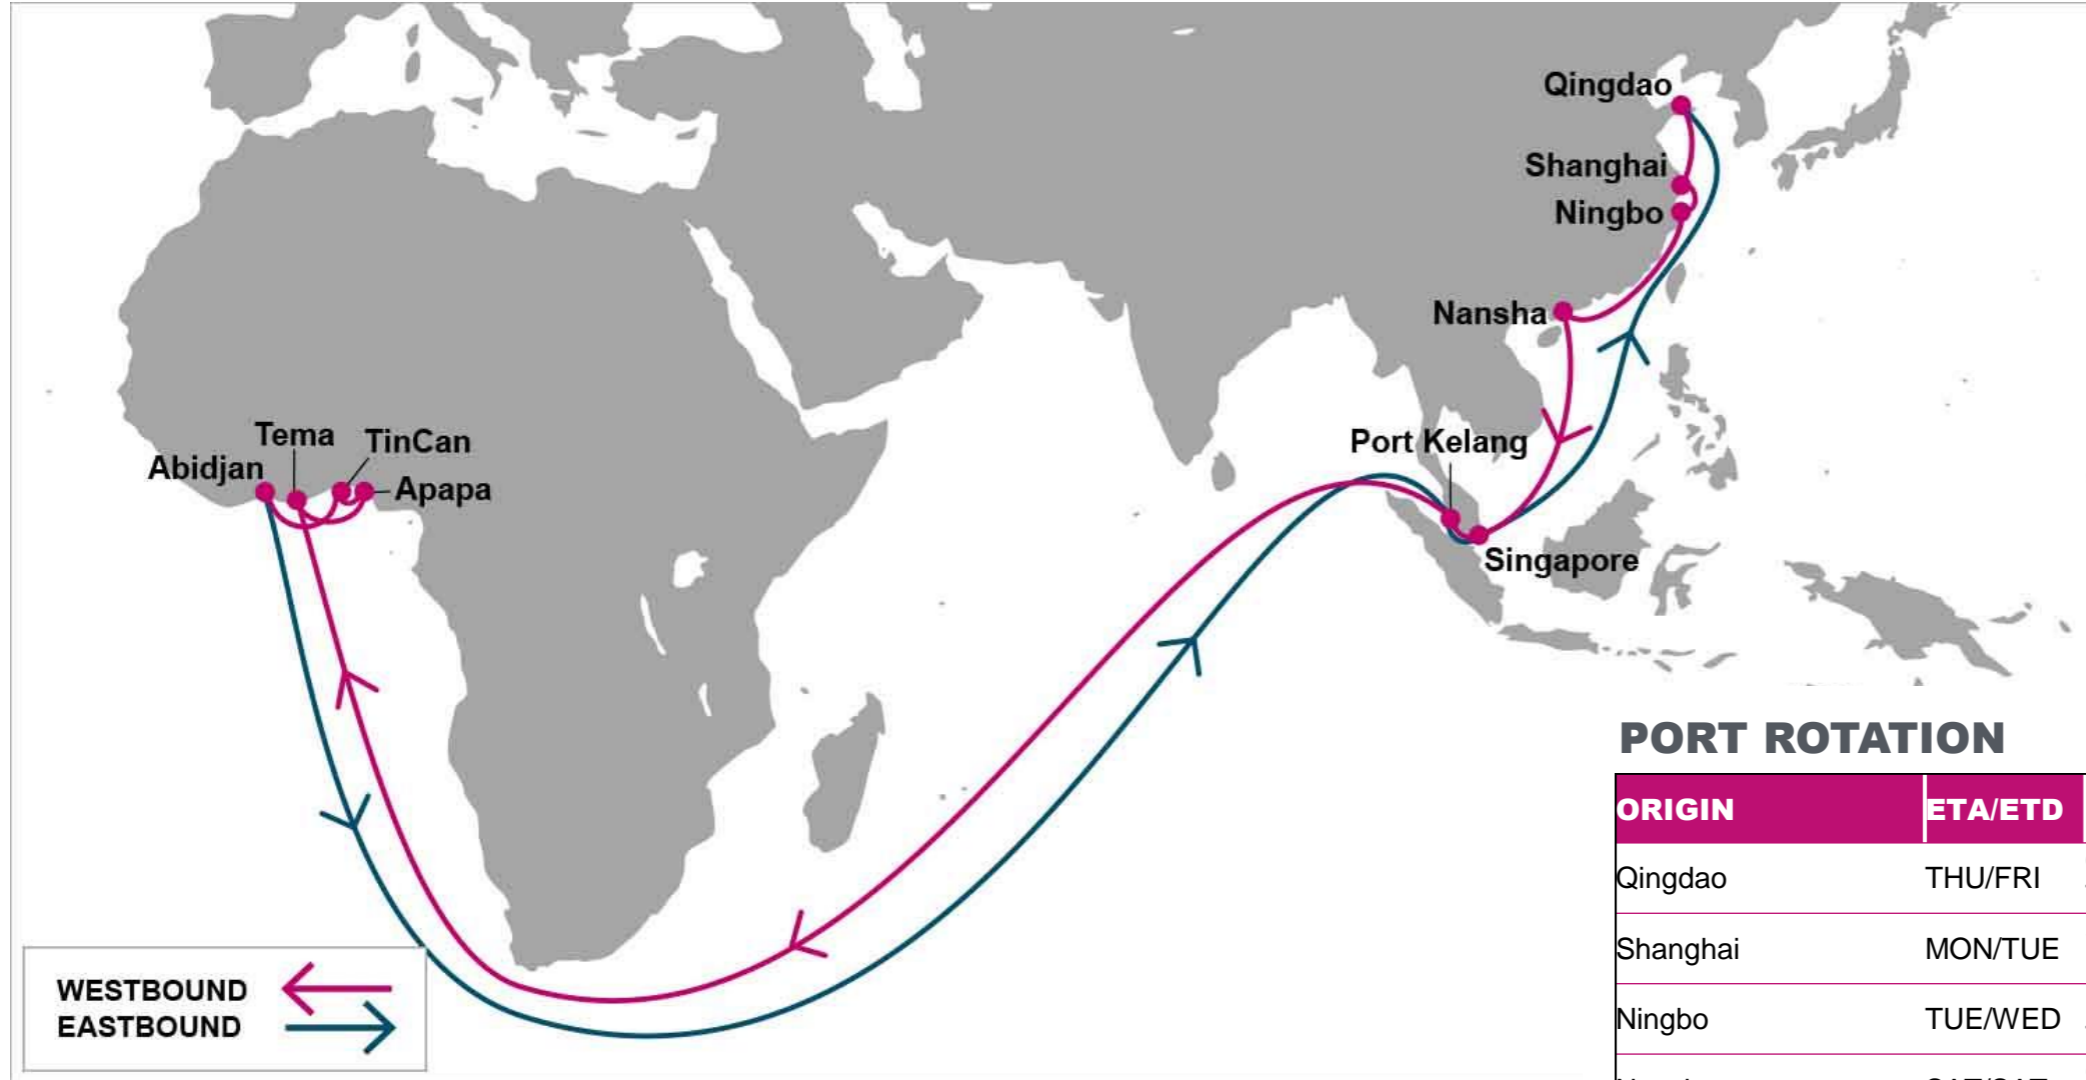 Qingdao
Shanghai
Ningbo
Nansha
Port Kelang
Singapore
Tema
TinCan
Abidjan
Apapa
WESTBOUND
EASTBOUND
PORT ROTATION
ORIGIN ETA/ETD
Qingdao THU/FRI
Shanghai MON/TUE
Ningbo TUE/WED